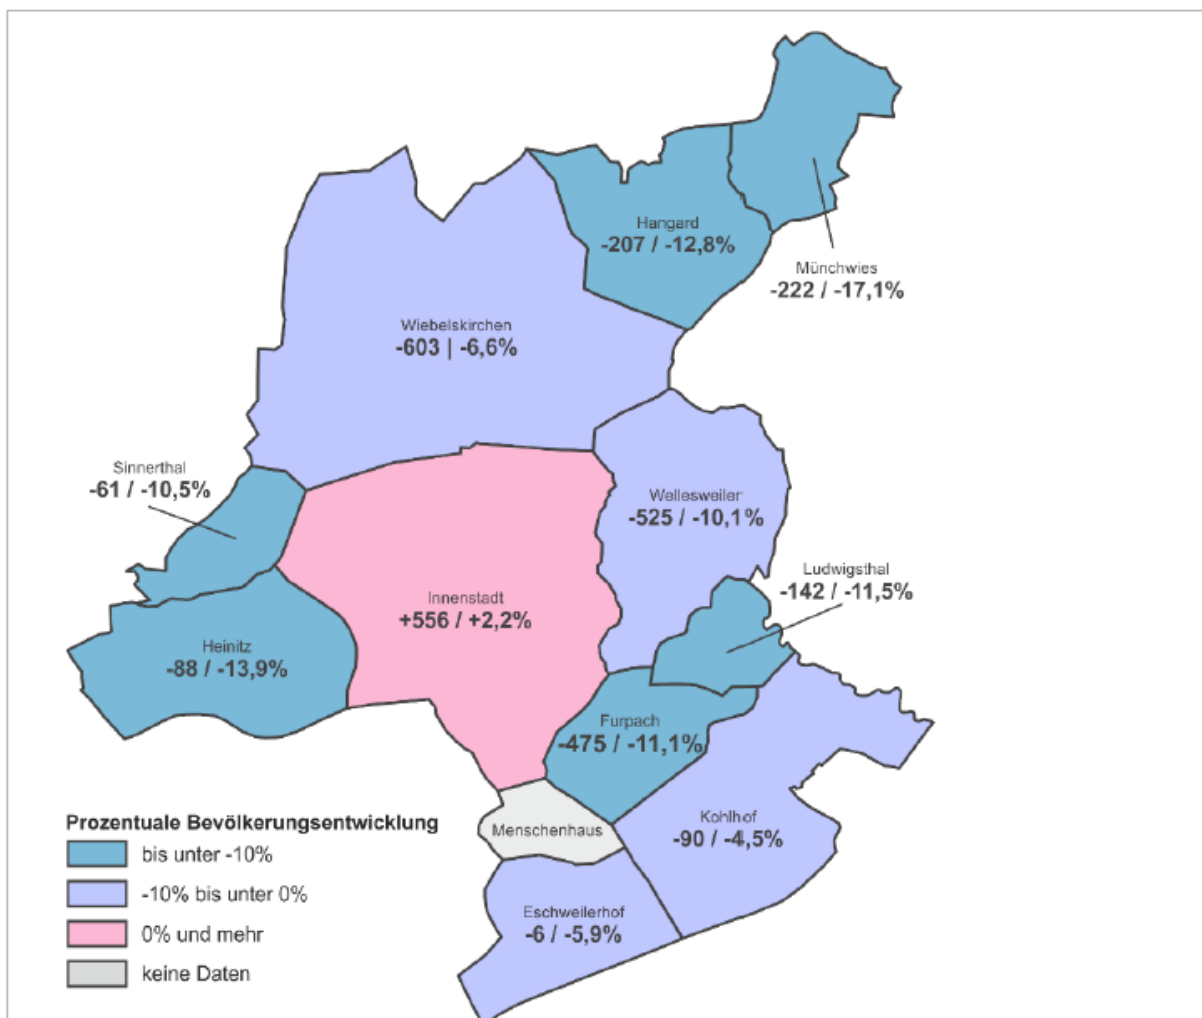 Hangard
-207 / -12,8%
Münchwies
-222 / -17,1%
Wiebelskirchen
-603 | -6,6%
Sinnerthal
-61 / -10,5%
Wellesweiler
-525 / -10,1%
Ludwigsthal
-142 / -11,5%
Innenstadt
+556 / +2,2%
Heinitz
-88 / -13,9%
Furpach
-475 / -11,1%
Kohlhof
-90 / -4,5%
Menschenhaus
Eschweilerhof
-6 / -5,9%
Prozentuale Bevölkerungsentwicklung
bis unter -10%
-10% bis unter 0%
0% und mehr
keine Daten